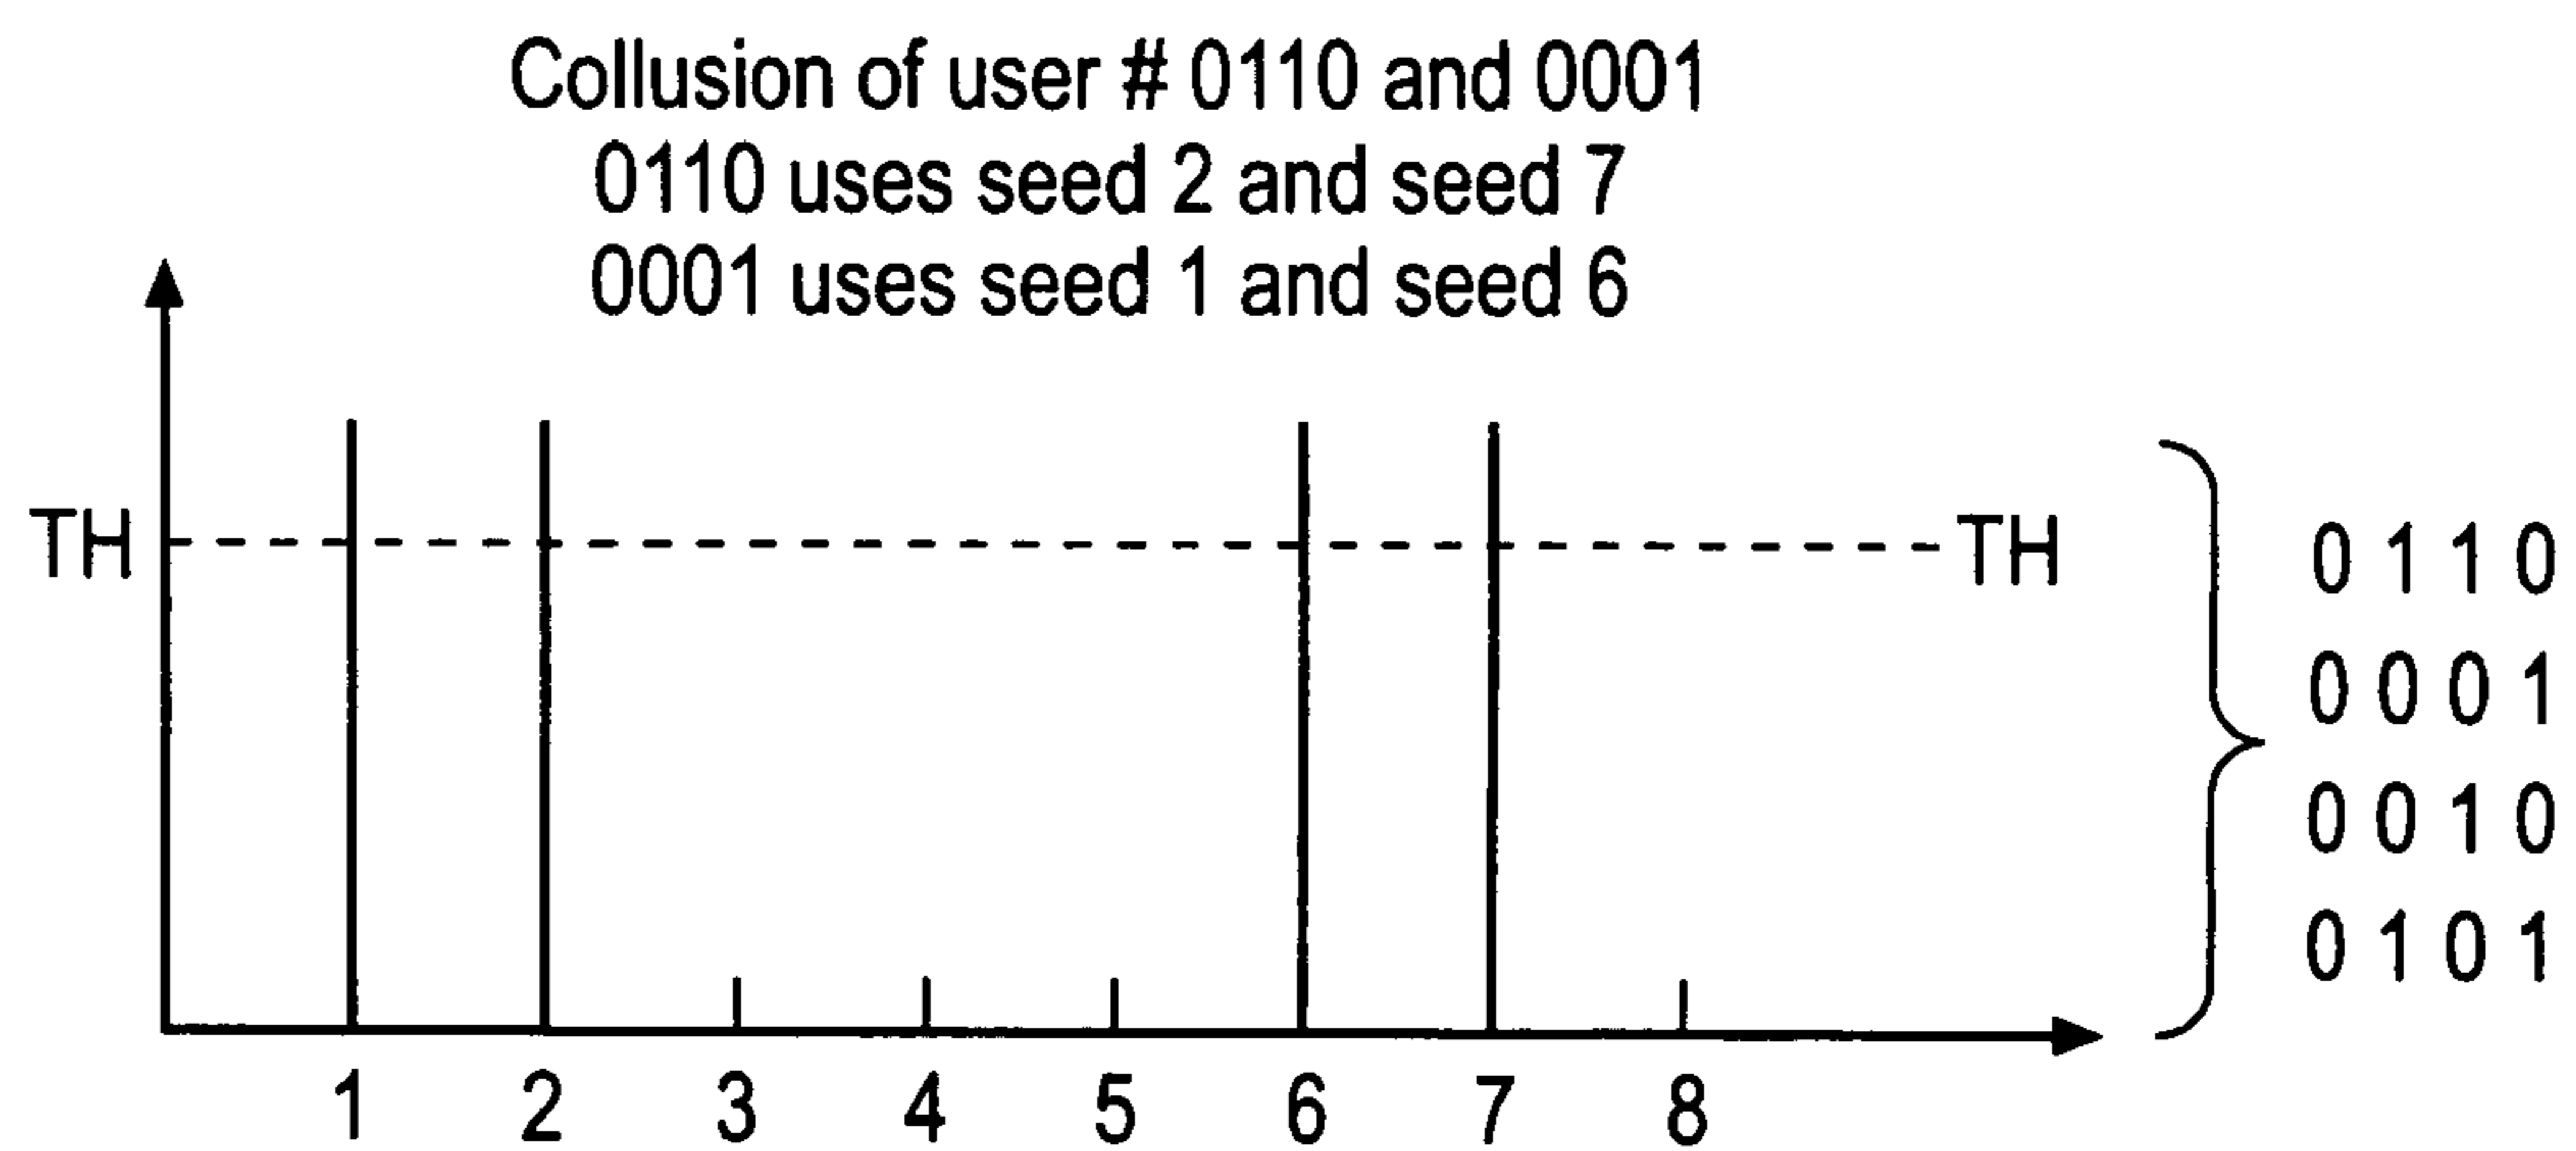 Collusion of user # 0110 and 0001
0110 uses seed 2 and seed 7
0001 uses seed 1 and seed 6
TH TH
0 1 1 0
0 0 0 1
0 0 1 0
0 1 0 1
1 2 3 4 5 6 7 8